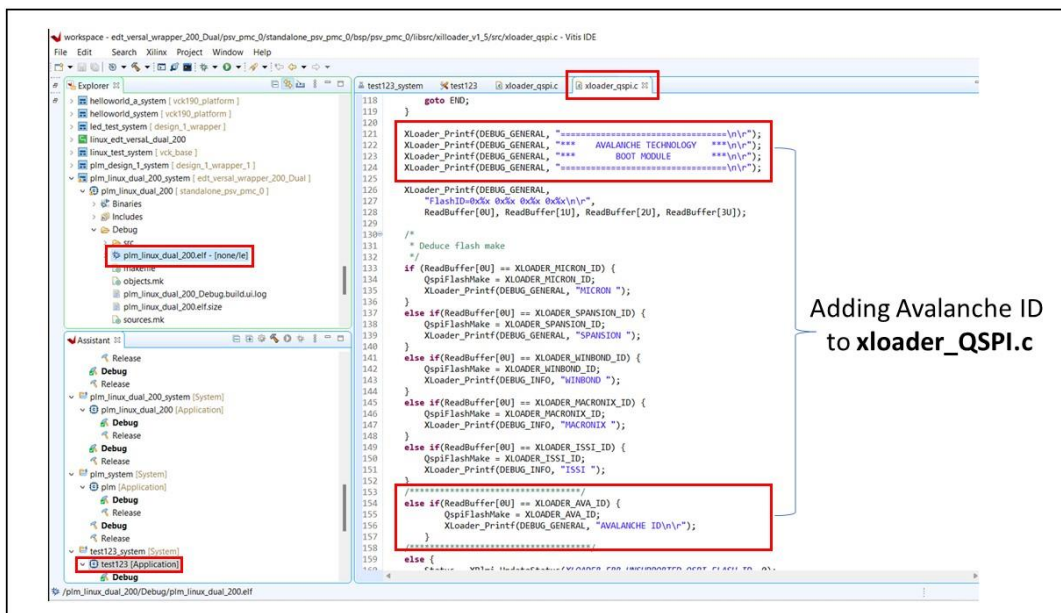 workspace - edt_versal_wrapper_200_Dual/psv_pmc_0/standalone_psv_pmc_0/bsp/psv_pmc_0/libsrc/xilloader_v1_5/src/xloader_qspi.c - Vitis IDE
File Edit Search Xilinx Project Window Help
Explorer
helloworld_a_system [ vck190_platform ]
helloworld_system [ vck190_platform ]
led_test_system [ design_1_wrapper ]
linux_edt_versaL_dual_200
linux_test_system [ vck_base ]
plm_design_1_system [ design_1_wrapper_1 ]
plm_linux_dual_200_system [ edt_versal_wrapper_200_Dual ]
plm_linux_dual_200 [ standalone_psv_pmc_0 ]
Binaries
Includes
Debug
src
plm_linux_dual_200.elf - [none/le]
makefile
objects.mk
plm_linux_dual_200_Debug.build.ui.log
plm_linux_dual_200.elf.size
sources.mk
Assistant
Release
Debug
Release
plm_linux_dual_200_system [System]
plm_linux_dual_200 [Application]
Debug
Release
Debug
Release
plm_system [System]
plm [Application]
Debug
Release
Debug
Release
test123_system [System]
test123 [Application]
Debug
test123_system test123 xloader_qspi.c xloader_qspi.c
118 goto END;
119 }
120
121 XLoader_Printf(DEBUG_GENERAL, "=================================\n\r");
122 XLoader_Printf(DEBUG_GENERAL, "*** AVALANCHE TECHNOLOGY ***\n\r");
123 XLoader_Printf(DEBUG_GENERAL, "*** BOOT MODULE ***\n\r");
124 XLoader_Printf(DEBUG_GENERAL, "=================================\n\r");
125
126 XLoader_Printf(DEBUG_GENERAL,
127 "FlashID=0x%x 0x%x 0x%x 0x%x\n\r",
128 ReadBuffer[0U], ReadBuffer[1U], ReadBuffer[2U], ReadBuffer[3U]);
129
130 /*
131 * Deduce flash make
132 */
133 if (ReadBuffer[0U] == XLOADER_MICRON_ID) {
134 QspiFlashMake = XLOADER_MICRON_ID;
135 XLoader_Printf(DEBUG_GENERAL, "MICRON ");
136 }
137 else if(ReadBuffer[0U] == XLOADER_SPANSION_ID) {
138 QspiFlashMake = XLOADER_SPANSION_ID;
139 XLoader_Printf(DEBUG_GENERAL, "SPANSION ");
140 }
141 else if(ReadBuffer[0U] == XLOADER_WINBOND_ID) {
142 QspiFlashMake = XLOADER_WINBOND_ID;
143 XLoader_Printf(DEBUG_INFO, "WINBOND ");
144 }
145 else if(ReadBuffer[0U] == XLOADER_MACRONIX_ID) {
146 QspiFlashMake = XLOADER_MACRONIX_ID;
147 XLoader_Printf(DEBUG_INFO, "MACRONIX ");
148 }
149 else if(ReadBuffer[0U] == XLOADER_ISSI_ID) {
150 QspiFlashMake = XLOADER_ISSI_ID;
151 XLoader_Printf(DEBUG_INFO, "ISSI ");
152 }
153 /*********************************/
154 else if(ReadBuffer[0U] == XLOADER_AVA_ID) {
155 QspiFlashMake = XLOADER_AVA_ID;
156 XLoader_Printf(DEBUG_GENERAL, "AVALANCHE ID\n\r");
157 }
158 /***********************************/
159 else {
160 Status = XPlmi_UpdateStatus(XLOADER_ERR_UNSUPPORTED_QSPI_FLASH_ID, 0);
/plm_linux_dual_200/Debug/plm_linux_dual_200.elf
Adding Avalanche ID
to xloader_QSPI.c